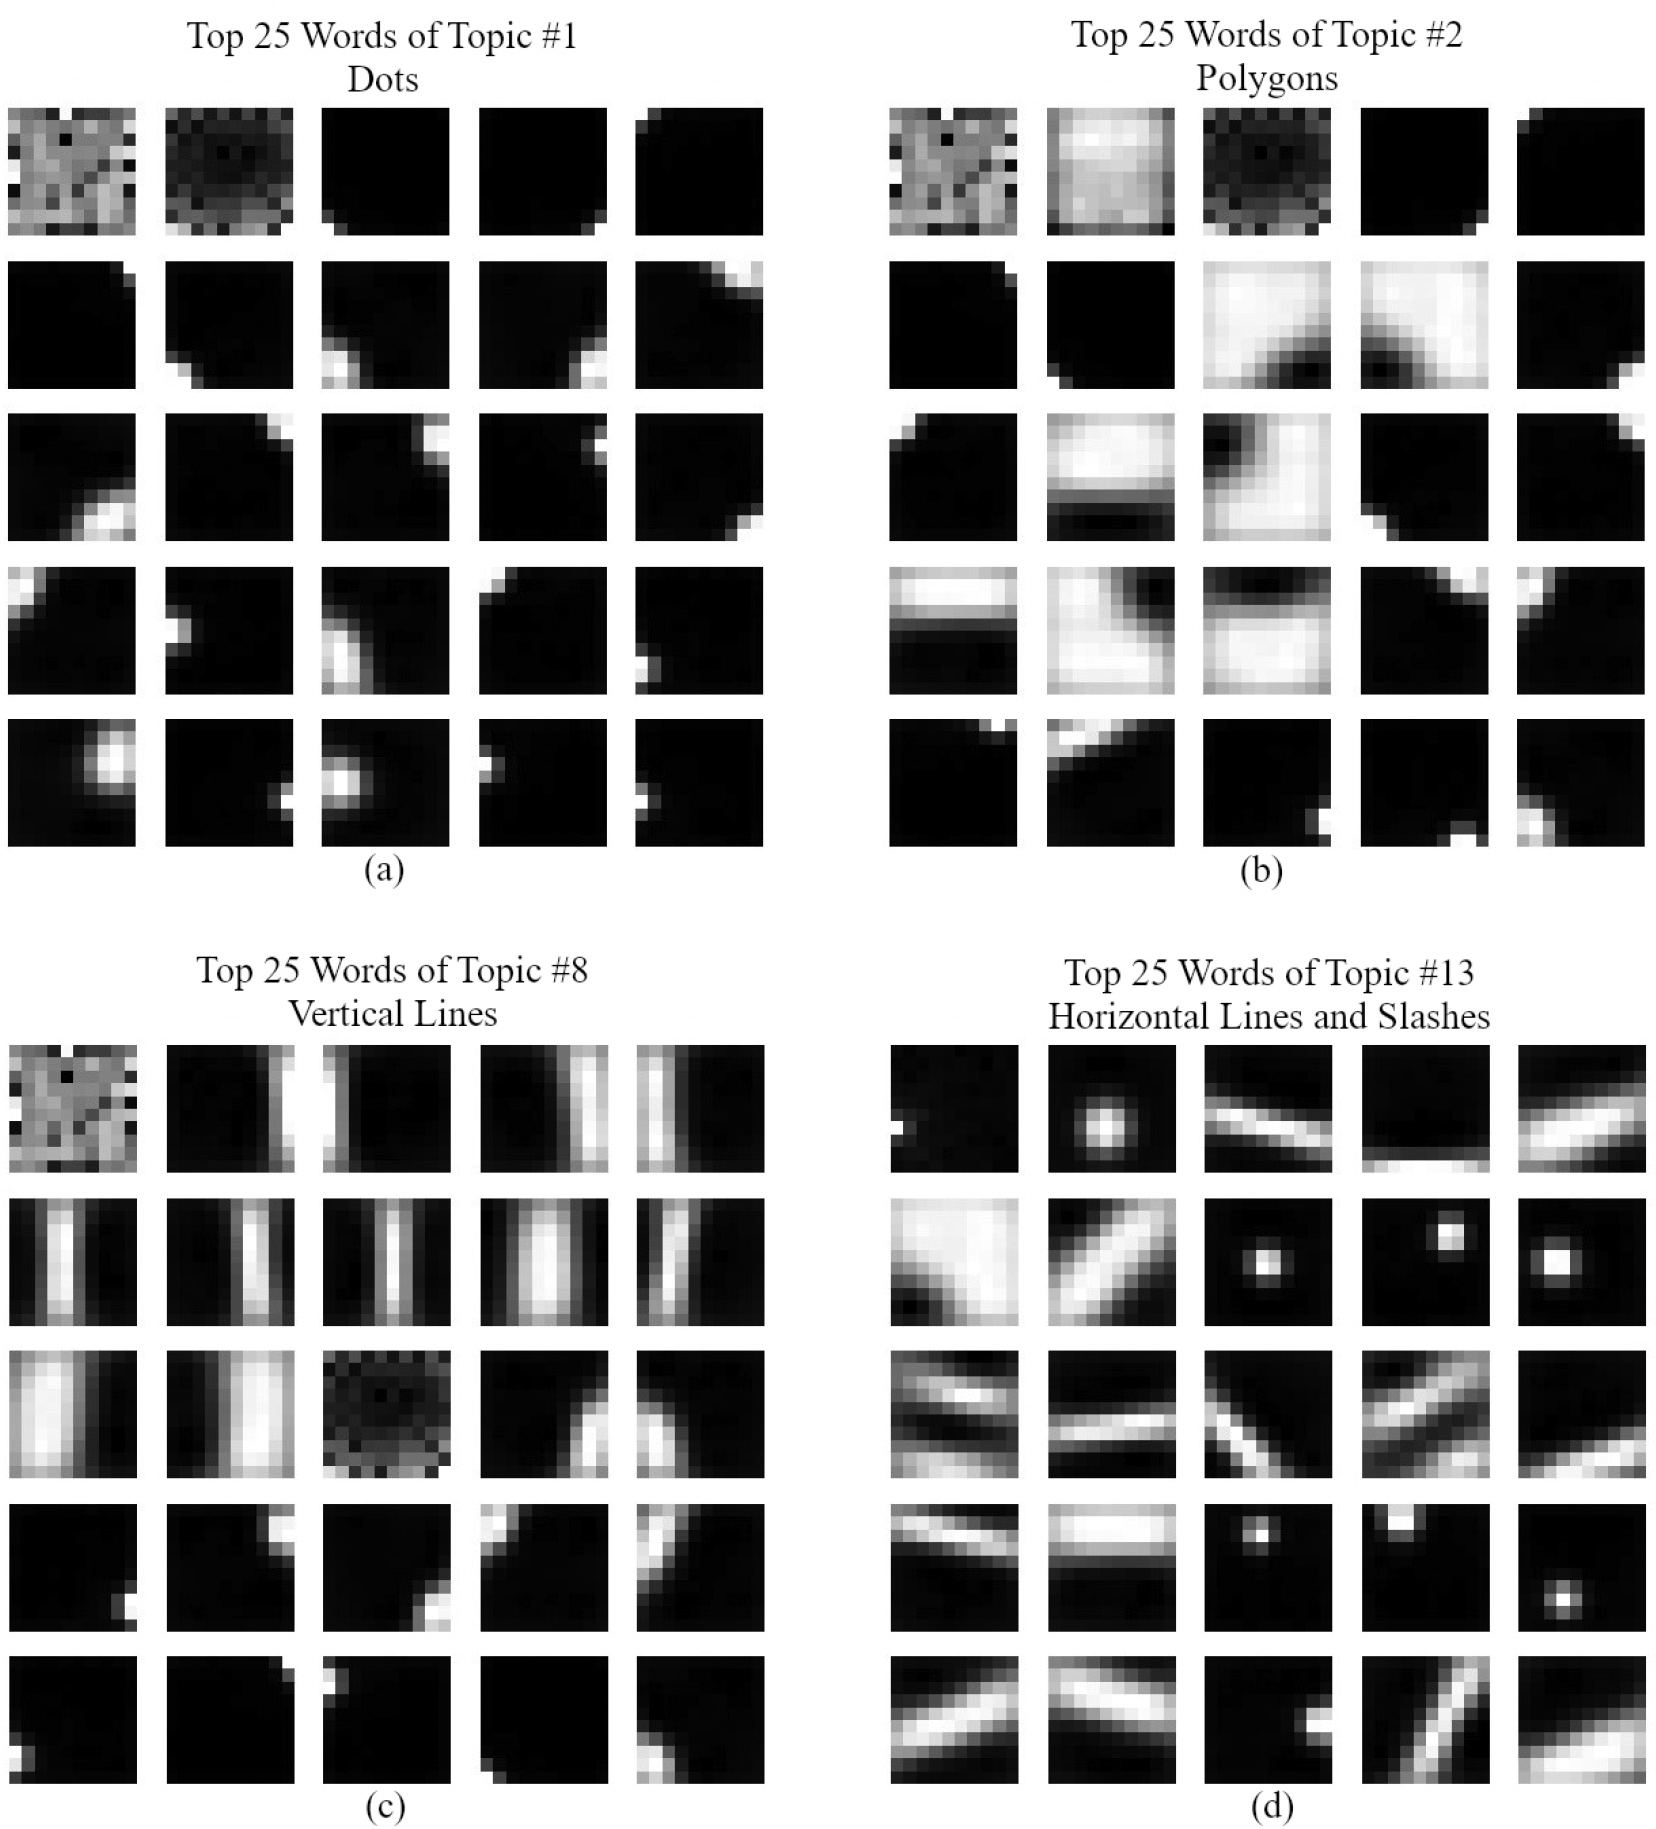 Top 25 Words of Topic #1
Dots
Top 25 Words of Topic #2
Polygons
(a)
(b)
Top 25 Words of Topic #8
Vertical Lines
Top 25 Words of Topic #13
Horizontal Lines and Slashes
(c)
(d)